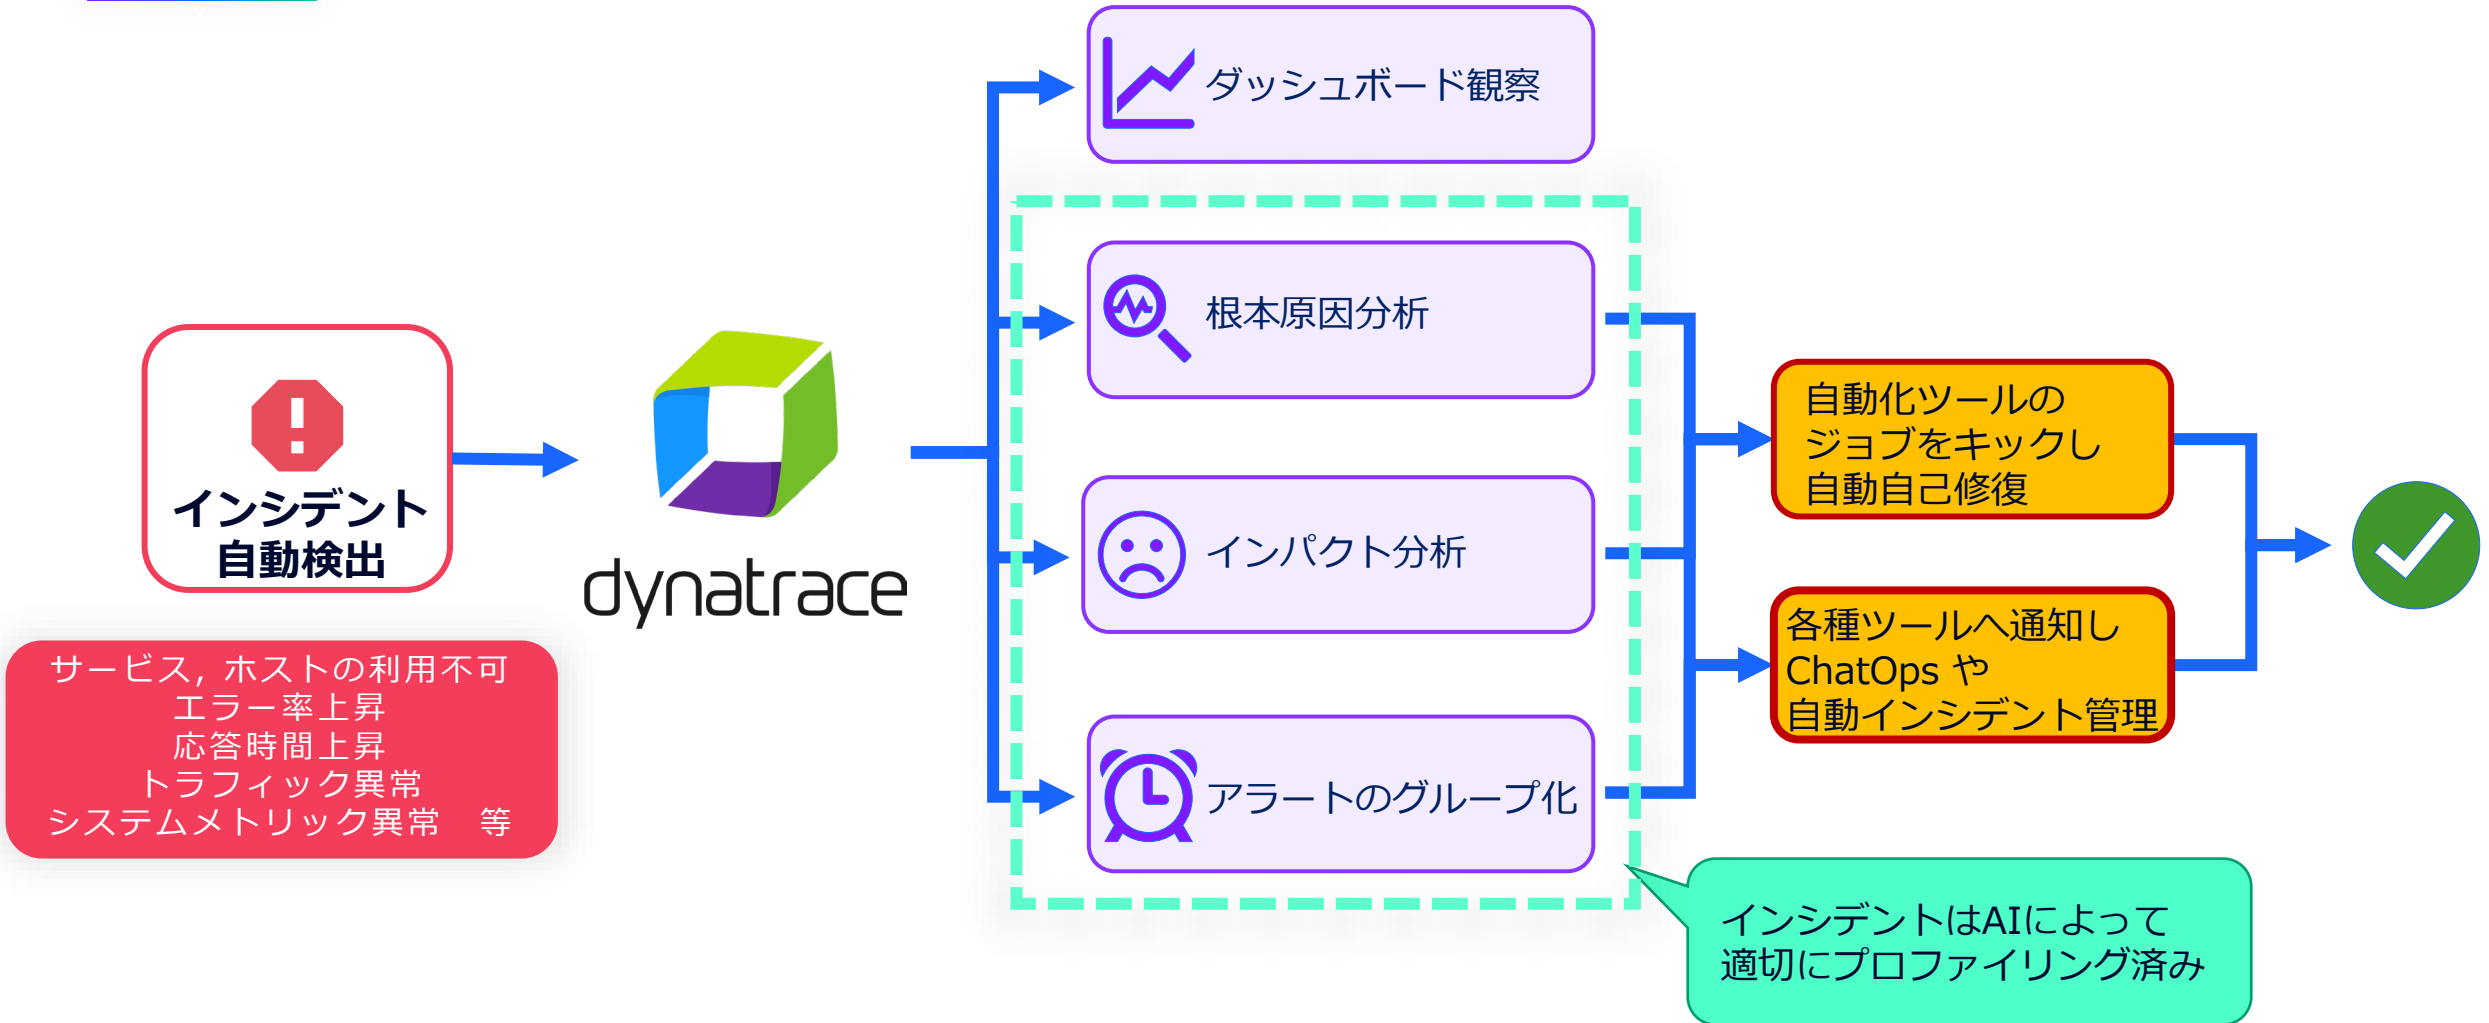 ダッシュボード観察
根本原因分析
インパクト分析
アラートのグループ化
インシデント
自動検出
サービス, ホストの利用不可
エラー率上昇
応答時間上昇
トラフィック異常
システムメトリック異常　等
dynatrace
自動化ツールの
ジョブをキックし
自動自己修復
各種ツールへ通知し
ChatOps や
自動インシデント管理
インシデントはAIによって
適切にプロファイリング済み